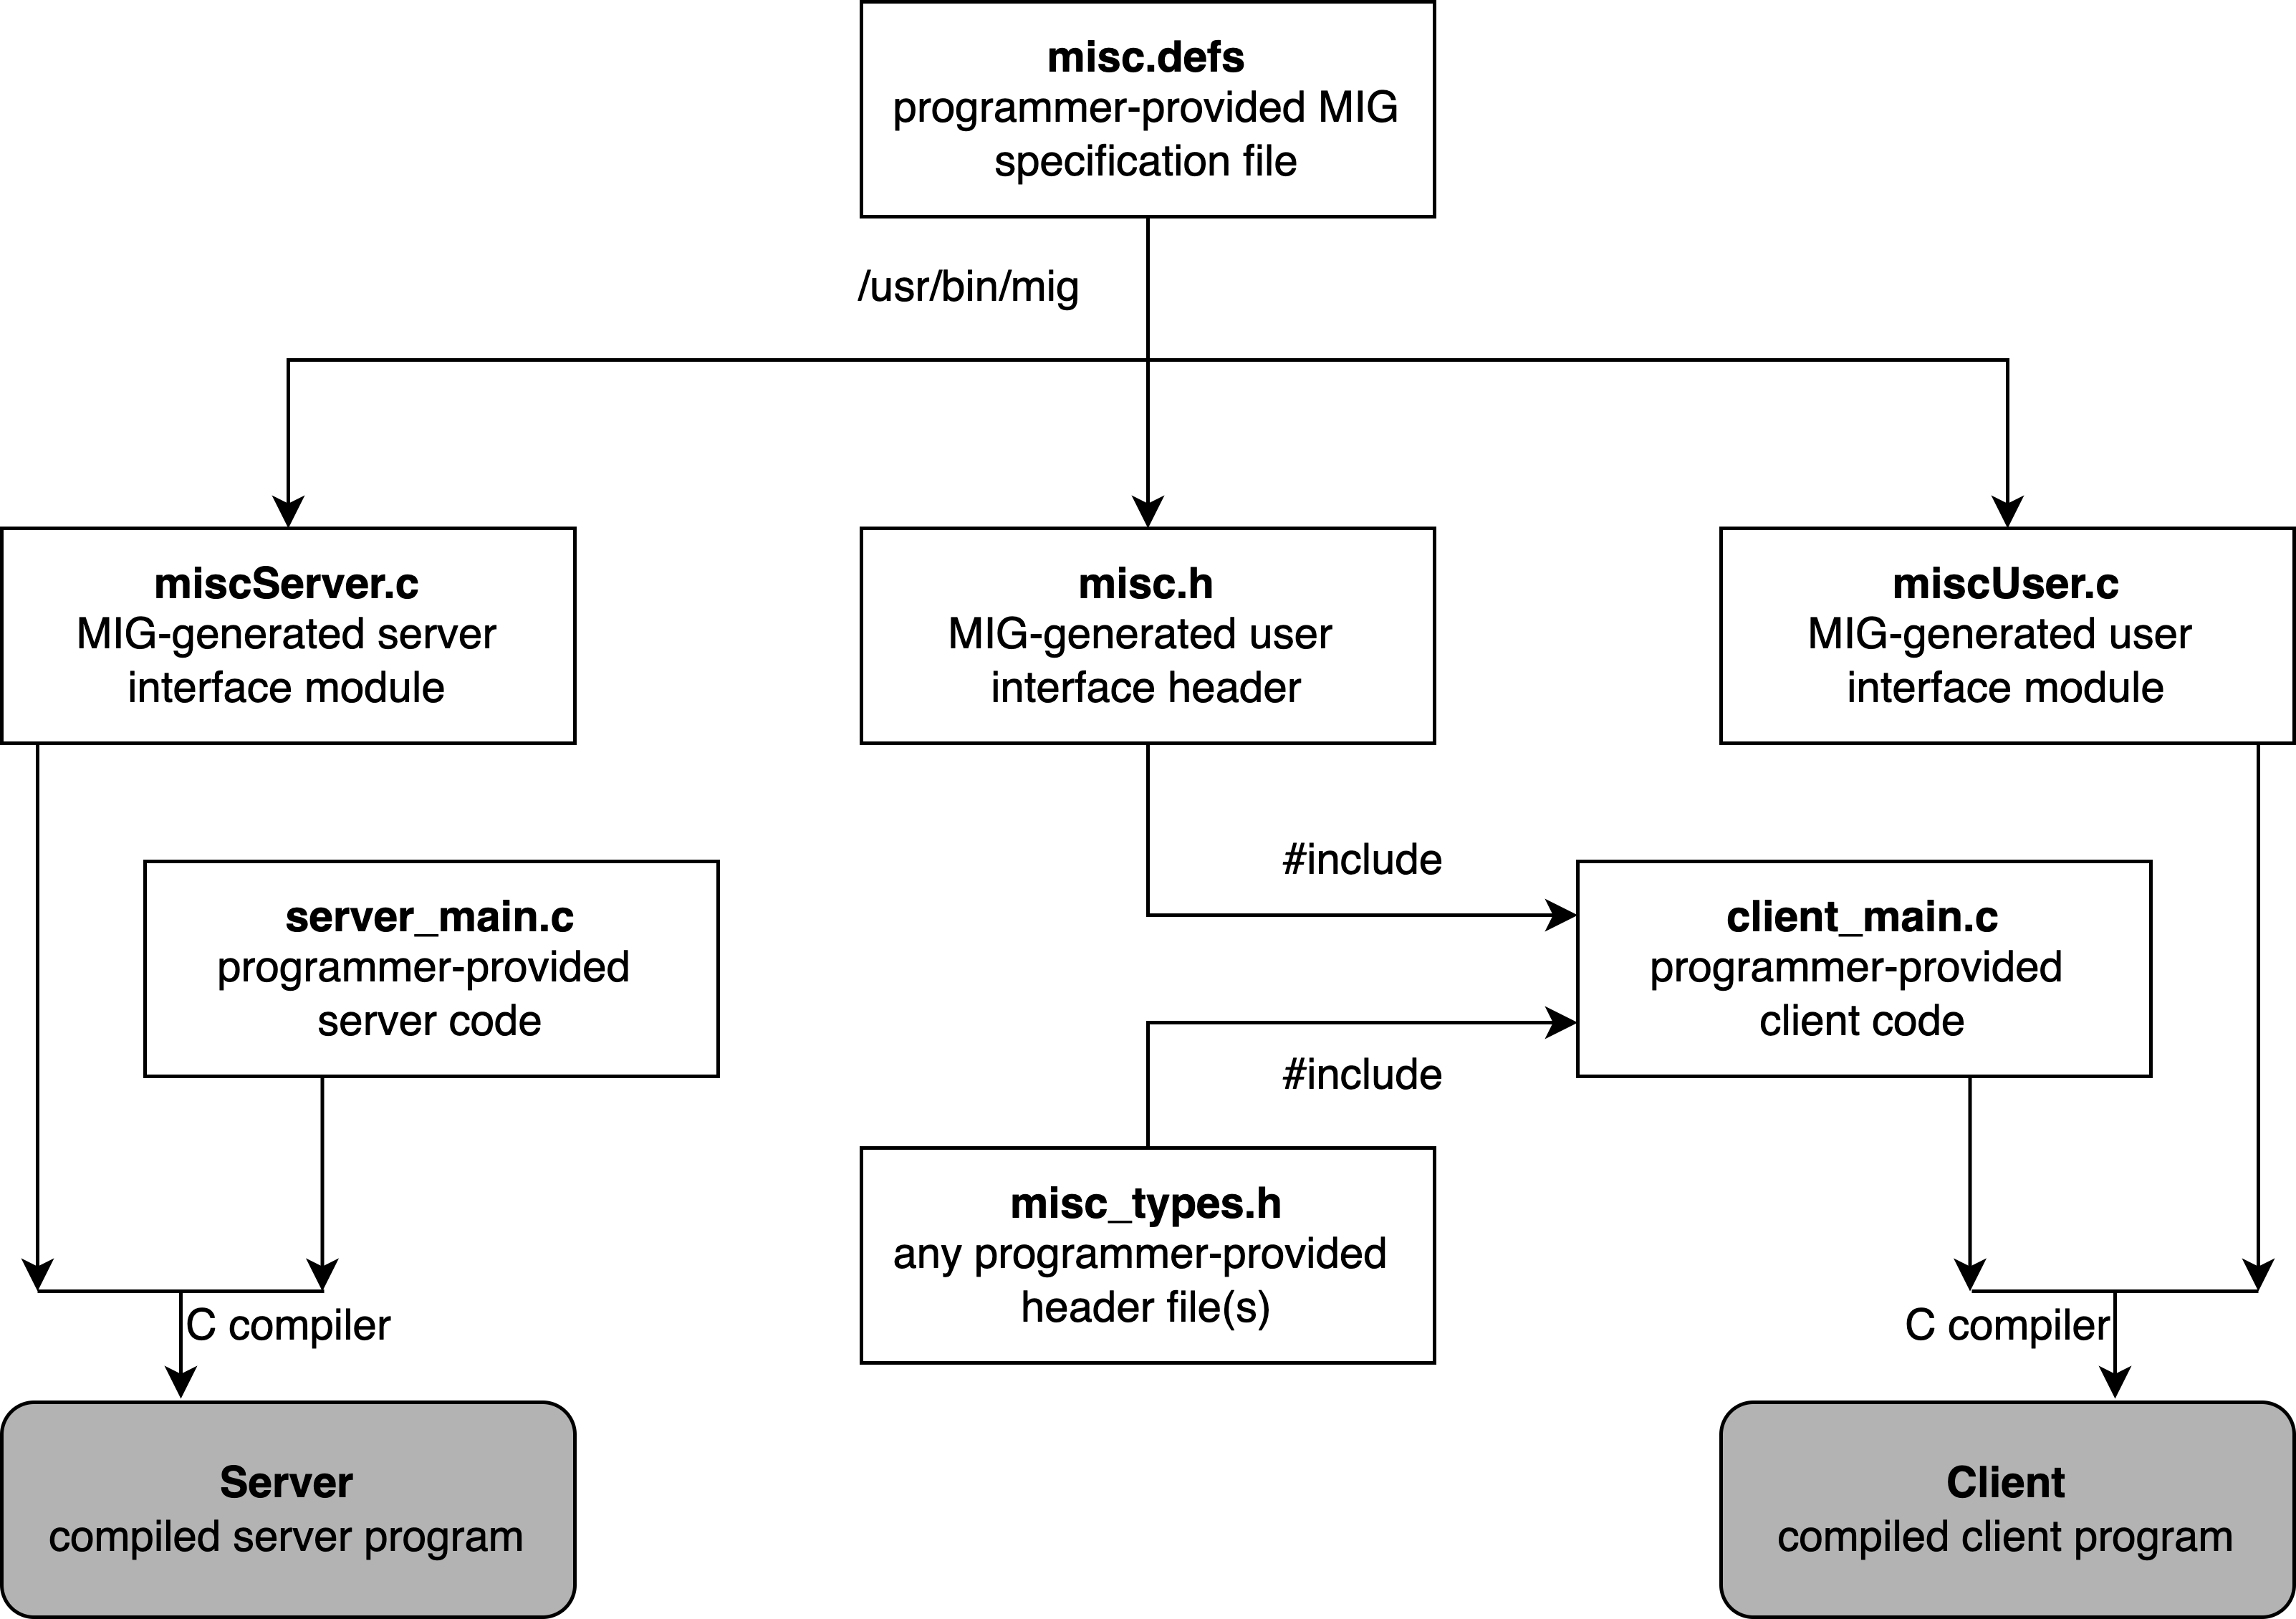 misc.defs
programmer-provided MIG
specification file
/usr/bin/mig
miscServer.c
MIG-generated server
interface module
misc.h
MIG-generated user
interface header
miscUser.c
MIG-generated user
interface module
#include
server_main.c
programmer-provided
server code
client_main.c
programmer-provided
client code
#include
misc_types.h
any programmer-provided
header file(s)
C compiler
C compiler
Server
compiled server program
Client
compiled client program